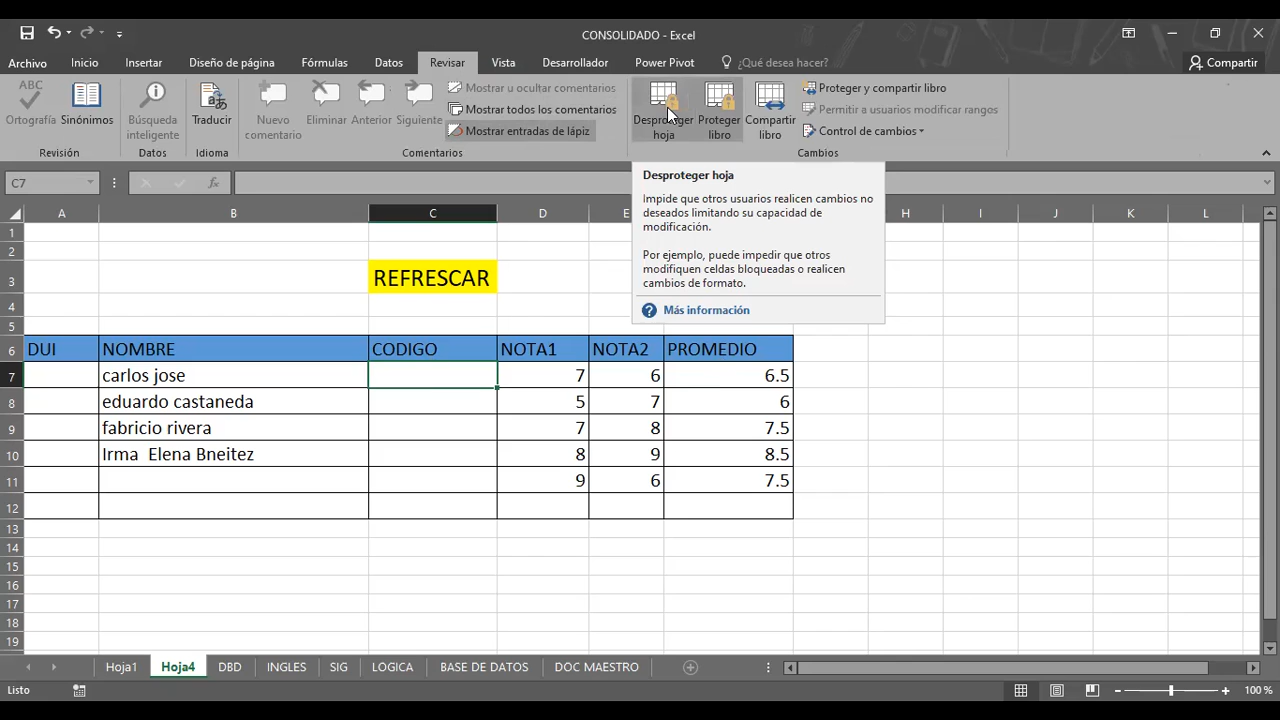 CONSOLIDADO - Excel
Archivo Inicio Insertar Diseño de página Fórmulas Datos Revisar Vista Desarrollador Power Pivot ¿Qué desea hacer? Compartir
ABC
Ortografía Sinónimos
Búsqueda inteligente
Traducir
Nuevo comentario
Eliminar Anterior Siguiente
Mostrar u ocultar comentarios
Mostrar todos los comentarios
Mostrar entradas de lápiz
Desproteger hoja
Proteger libro
Compartir libro
Proteger y compartir libro
Permitir a usuarios modificar rangos
Control de cambios
Revisión Datos Idioma Comentarios Cambios
C7 fx
Desproteger hoja
Impide que otros usuarios realicen cambios no
deseados limitando su capacidad de
modificación.
Por ejemplo, puede impedir que otros
modifiquen celdas bloqueadas o realicen
cambios de formato.
? Más información
A B C D E H I J K L
1
2
3 REFRESCAR
4
5
6 DUI NOMBRE CODIGO NOTA1 NOTA2 PROMEDIO
7 carlos jose 7 6 6.5
8 eduardo castaneda 5 7 6
9 fabricio rivera 7 8 7.5
10 Irma Elena Bneitez 8 9 8.5
11 9 6 7.5
12
13
14
15
16
17
18
19
Hoja1 Hoja4 DBD INGLES SIG LOGICA BASE DE DATOS DOC MAESTRO
Listo 100 %